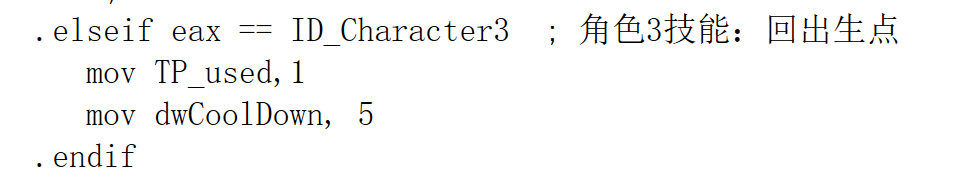 .elseif eax == ID_Character3  ; 角色3技能：回出生点
mov TP_used,1
mov dwCoolDown, 5
.endif